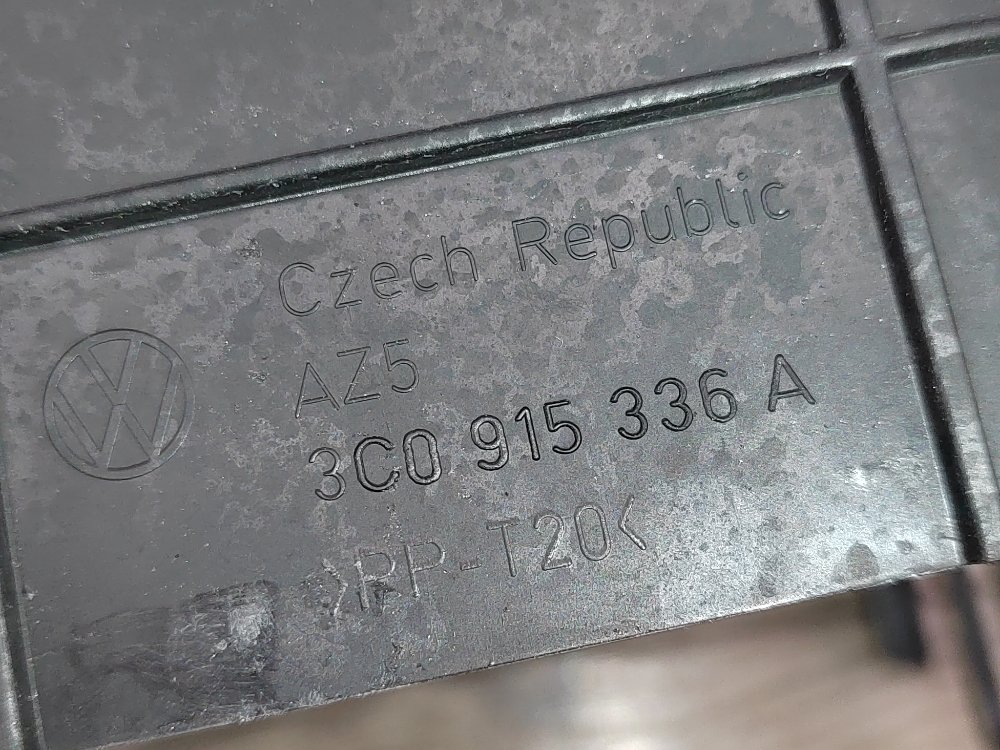 Czech Republic
AZ5
3C0 915 336 A
>PP-T20<